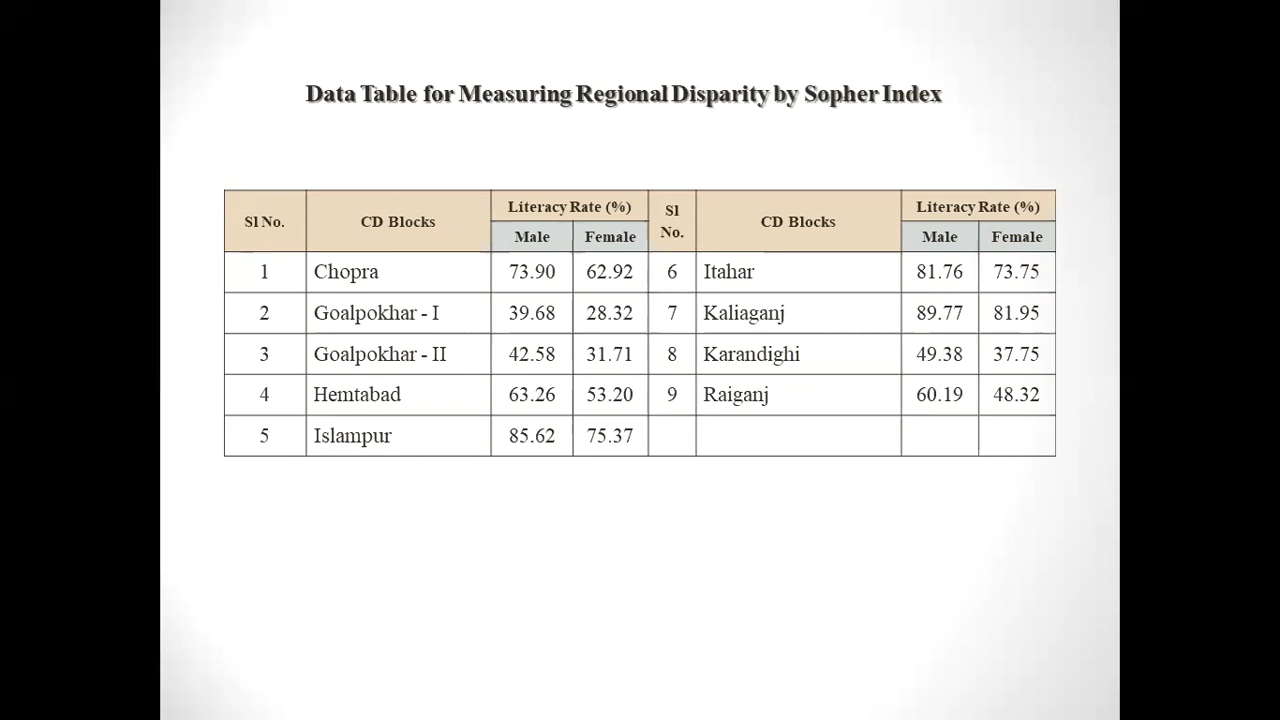 Data Table for Measuring Regional Disparity by Sopher Index
Sl No. CD Blocks Literacy Rate (%) Sl No. CD Blocks Literacy Rate (%)
Male Female Male Female
1 Chopra 73.90 62.92 6 Itahar 81.76 73.75
2 Goalpokhar - I 39.68 28.32 7 Kaliaganj 89.77 81.95
3 Goalpokhar - II 42.58 31.71 8 Karandighi 49.38 37.75
4 Hemtabad 63.26 53.20 9 Raiganj 60.19 48.32
5 Islampur 85.62 75.37